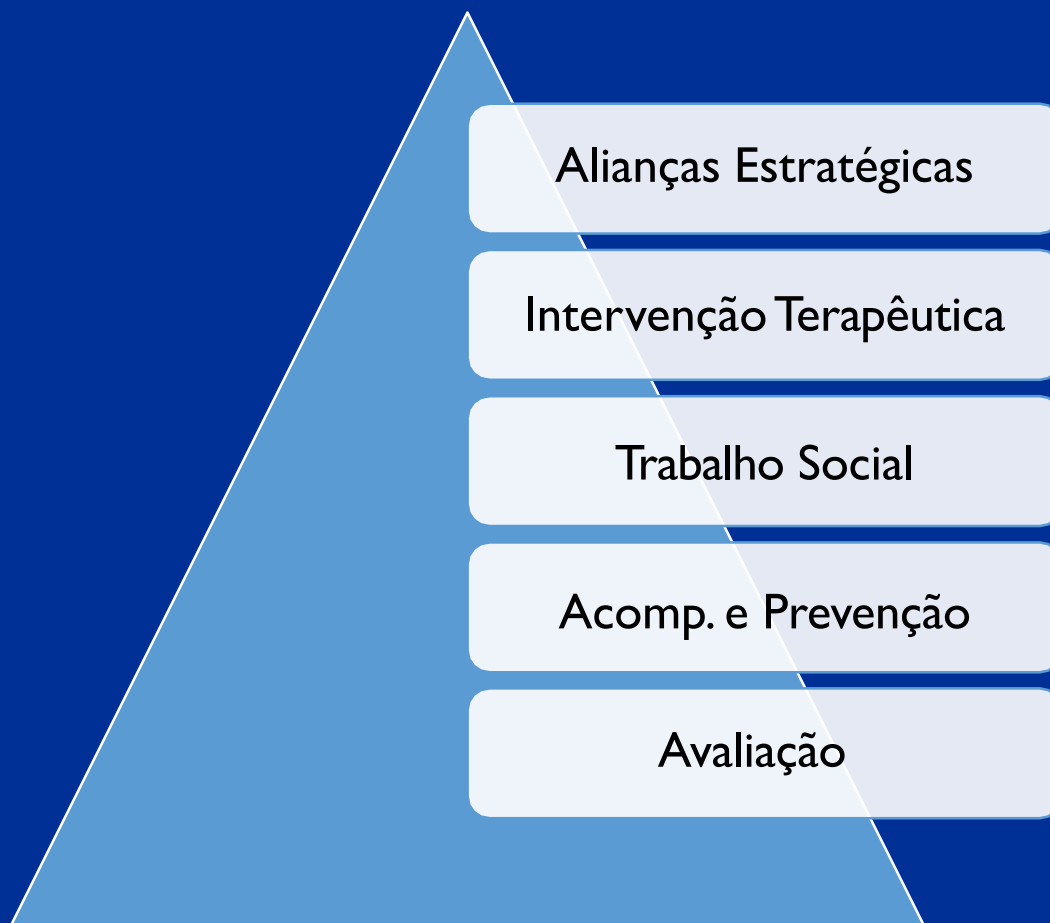 Alianças Estratégicas
Intervenção Terapêutica
Trabalho Social
Acomp. e Prevenção
Avaliação